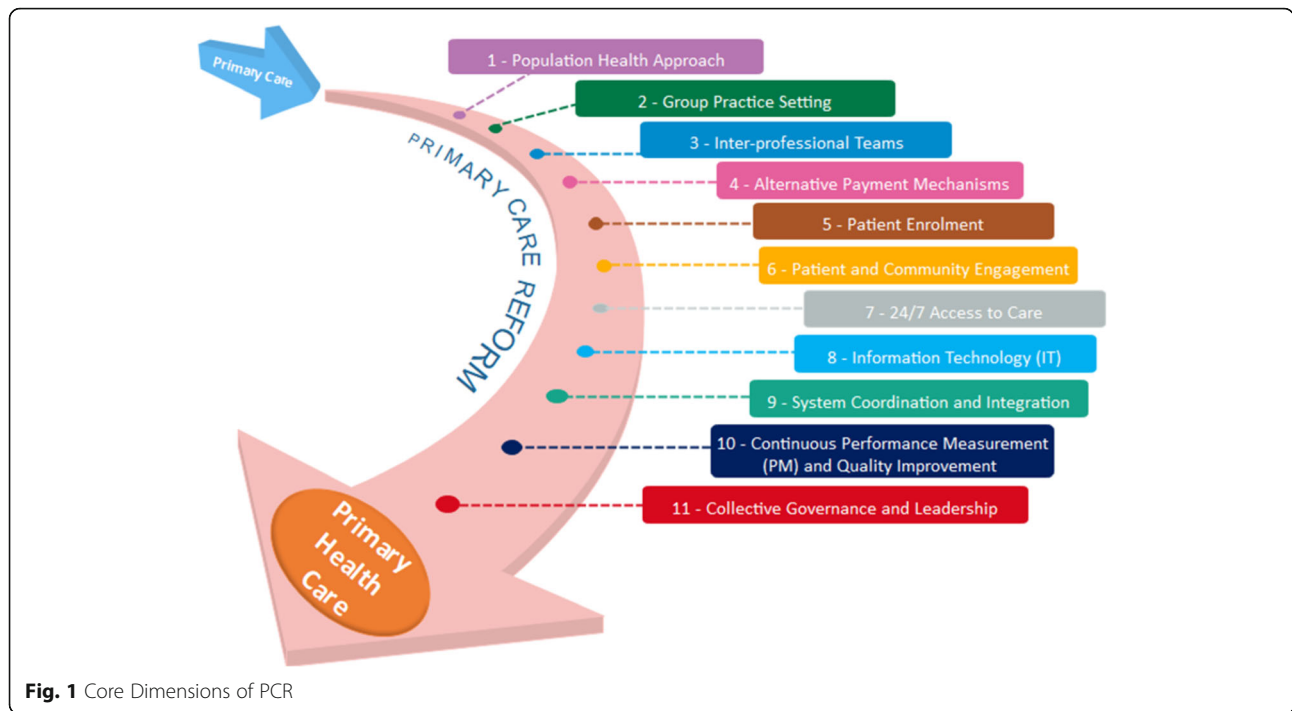 Primary Care
1 - Population Health Approach
2 - Group Practice Setting
3 - Inter-professional Teams
4 - Alternative Payment Mechanisms
5 - Patient Enrolment
6 - Patient and Community Engagement
7 - 24/7 Access to Care
8 - Information Technology (IT)
9 - System Coordination and Integration
10 - Continuous Performance Measurement
(PM) and Quality Improvement
11 - Collective Governance and Leadership
PRIMARY CARE REFORM
Primary
Health
Care
Fig. 1 Core Dimensions of PCR